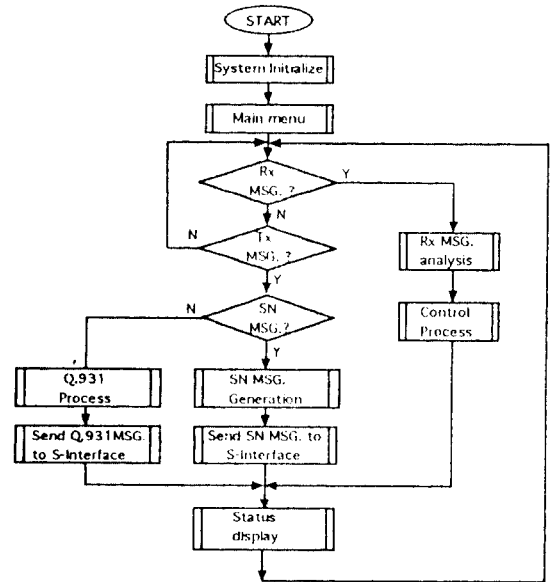 START
System Initralize
Main menu
Rx
MSG. ?
Y
N
Tx
MSG. ?
N
Y
SN
MSG.?
N
Y
Rx MSG.
analysis
Control
Process
Q.931
Process
SN MSG.
Generation
Send Q.931MSG.
to S-Interface
Send SN MSG. to
S-Interface
Status
display